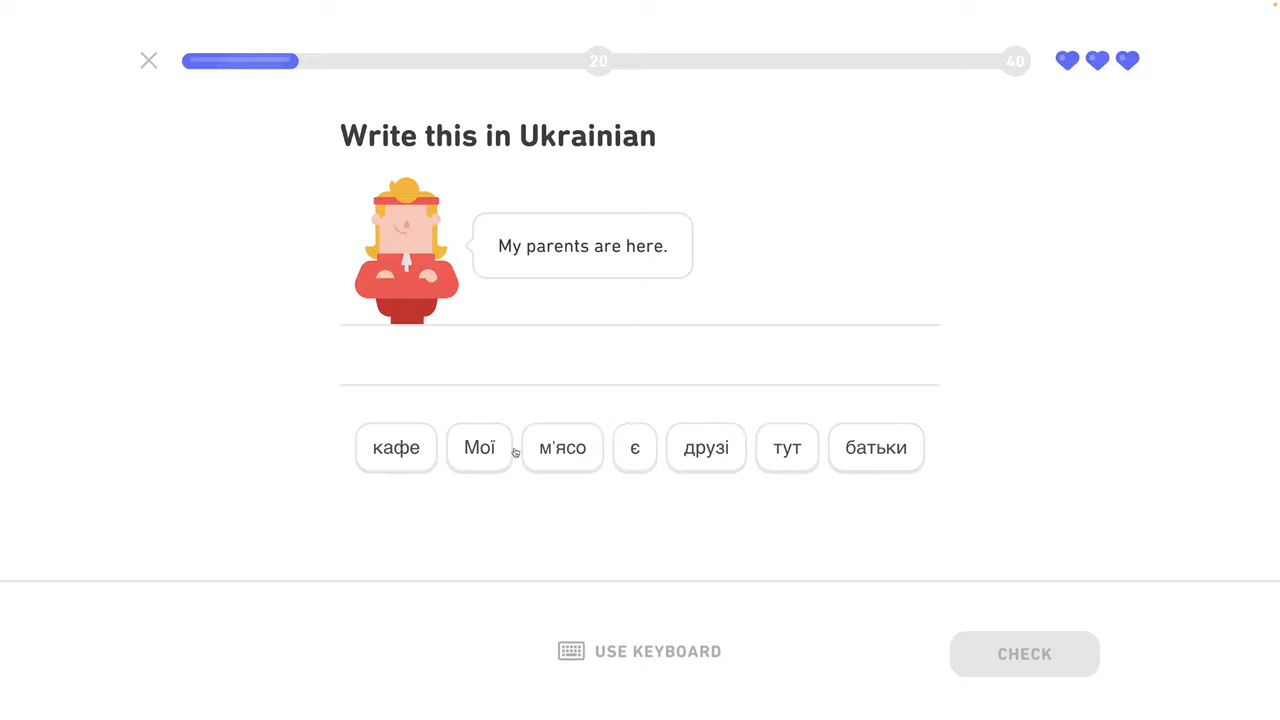 20
40
Write this in Ukrainian
My parents are here.
кафе Мої м'ясо є друзі тут батьки
USE KEYBOARD
CHECK